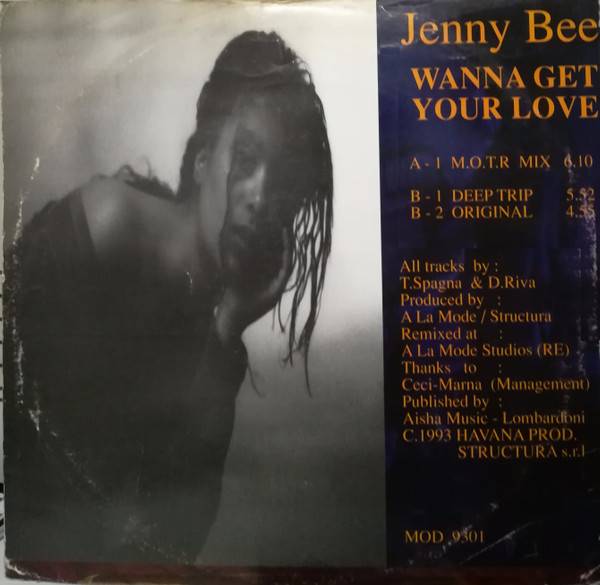 Jenny Bee
WANNA GET
YOUR LOVE
A - 1 M.O.T.R MIX 6.10
B - 1 DEEP TRIP 5.52
B - 2 ORIGINAL 4.55
All tracks by :
T.Spagna & D.Riva
Produced by :
A La Mode / Structura
Remixed at :
A La Mode Studios (RE)
Thanks to :
Ceci-Marna (Management)
Published by :
Aisha Music - Lombardoni
C.1993 HAVANA PROD.
STRUCTURA s.r.l
MOD 9301